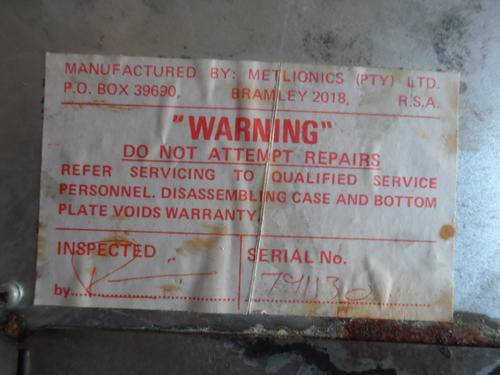 MANUFACTURED BY: METLIONICS (PTY) LTD.
P.O. BOX 39690, BRAMLEY 2018, R.S.A.
"WARNING"
DO NOT ATTEMPT REPAIRS
REFER SERVICING TO QUALIFIED SERVICE
PERSONNEL. DISASSEMBLING CASE AND BOTTOM
PLATE VOIDS WARRANTY
INSPECTED
by
SERIAL No.